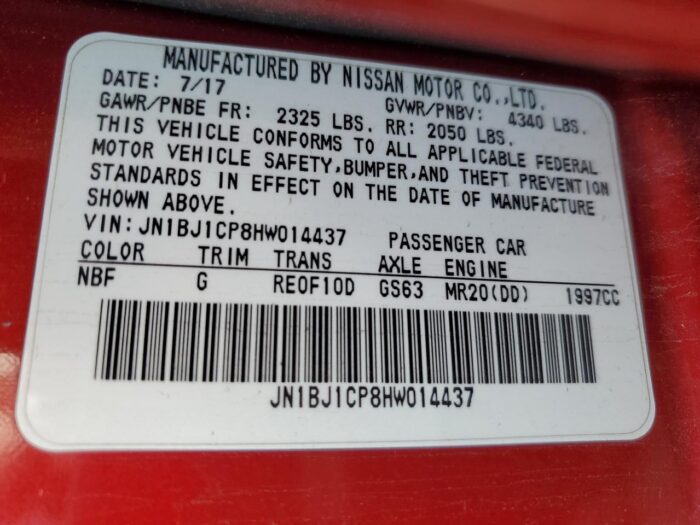 MANUFACTURED BY NISSAN MOTOR CO.,LTD.
DATE: 7/17 GVWR/PNBV: 4340 LBS.
GAWR/PNBE FR: 2325 LBS. RR: 2050 LBS.
THIS VEHICLE CONFORMS TO ALL APPLICABLE FEDERAL
MOTOR VEHICLE SAFETY,BUMPER,AND THEFT PREVENTION
STANDARDS IN EFFECT ON THE DATE OF MANUFACTURE
SHOWN ABOVE.
VIN: JN1BJ1CP8HW014437 PASSENGER CAR
COLOR TRIM TRANS AXLE ENGINE
NBF G RE0F10D GS63 MR20(DD) 1997CC
JN1BJ1CP8HW014437